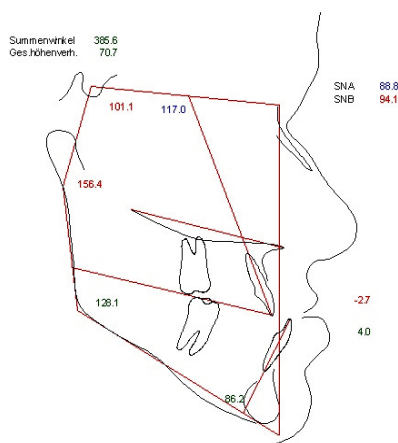 Summenwinkel 385.6
Ges.höhenverh. 70.7
SNA 88.8
SNB 94.1
101.1
117.0
156.4
128.1
-2.7
4.0
86.2